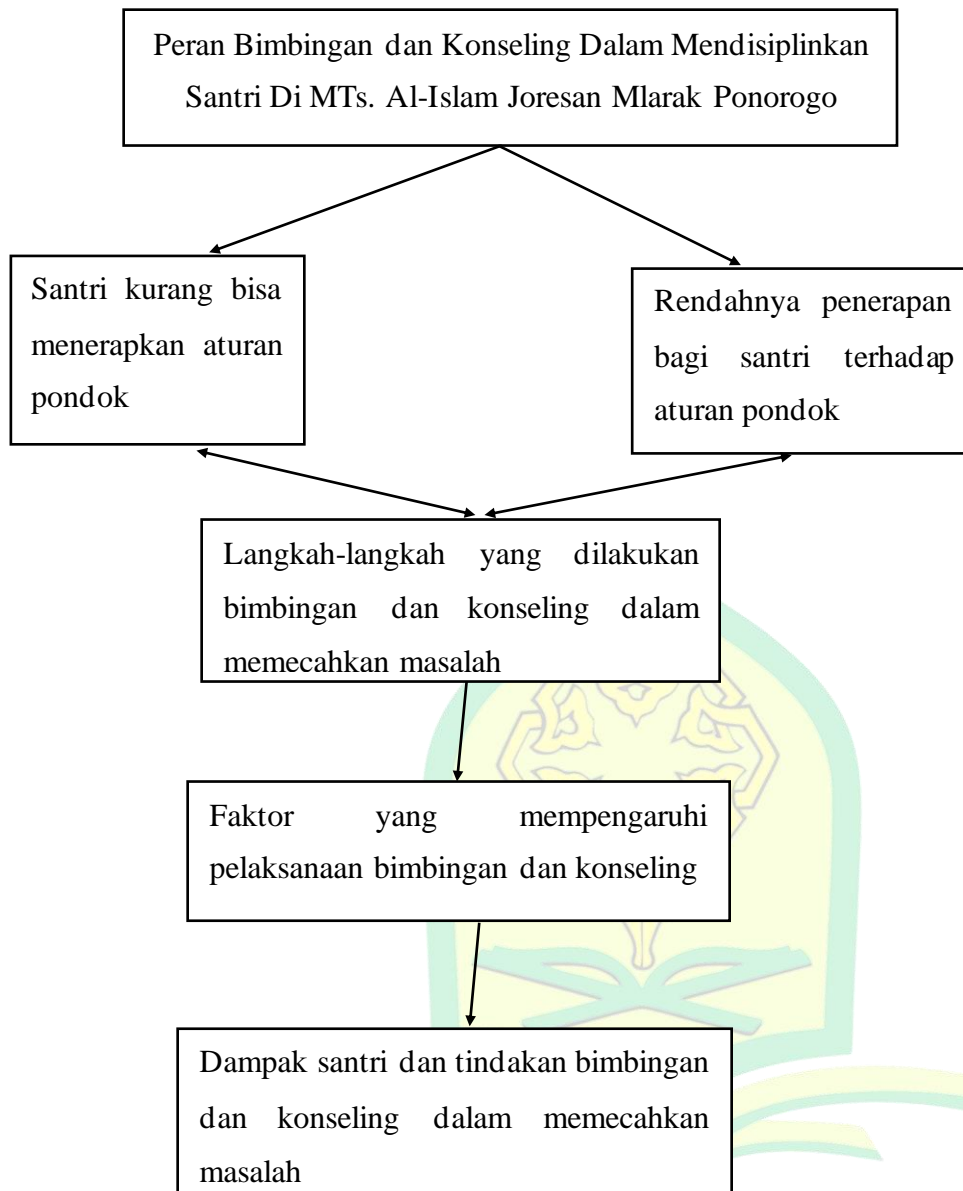 Peran Bimbingan dan Konseling Dalam Mendisiplinkan
Santri Di MTs. Al-Islam Joresan Mlarak Ponorogo
Santri kurang bisa
menerapkan aturan
pondok
Rendahnya penerapan
bagi santri terhadap
aturan pondok
Langkah-langkah yang dilakukan
bimbingan dan konseling dalam
memecahkan masalah
Faktor yang mempengaruhi
pelaksanaan bimbingan dan konseling
Dampak santri dan tindakan bimbingan
dan konseling dalam memecahkan
masalah